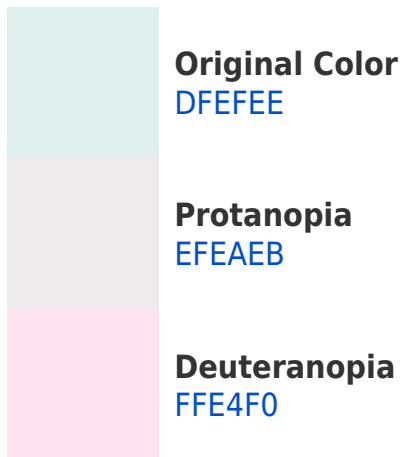 Original Color
DFEFEE
Protanopia
EFEAEB
Deuteranopia
FFE4F0